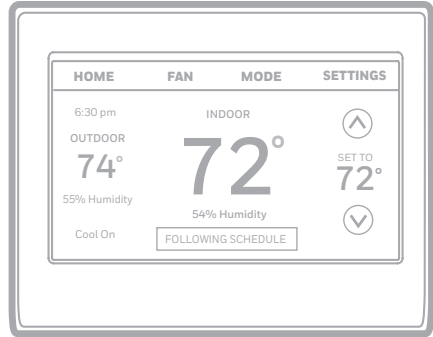 HOME FAN MODE SETTINGS
6:30 pm
OUTDOOR
74°
55% Humidity
Cool On
INDOOR
72°
54% Humidity
FOLLOWING SCHEDULE
SET TO
72°